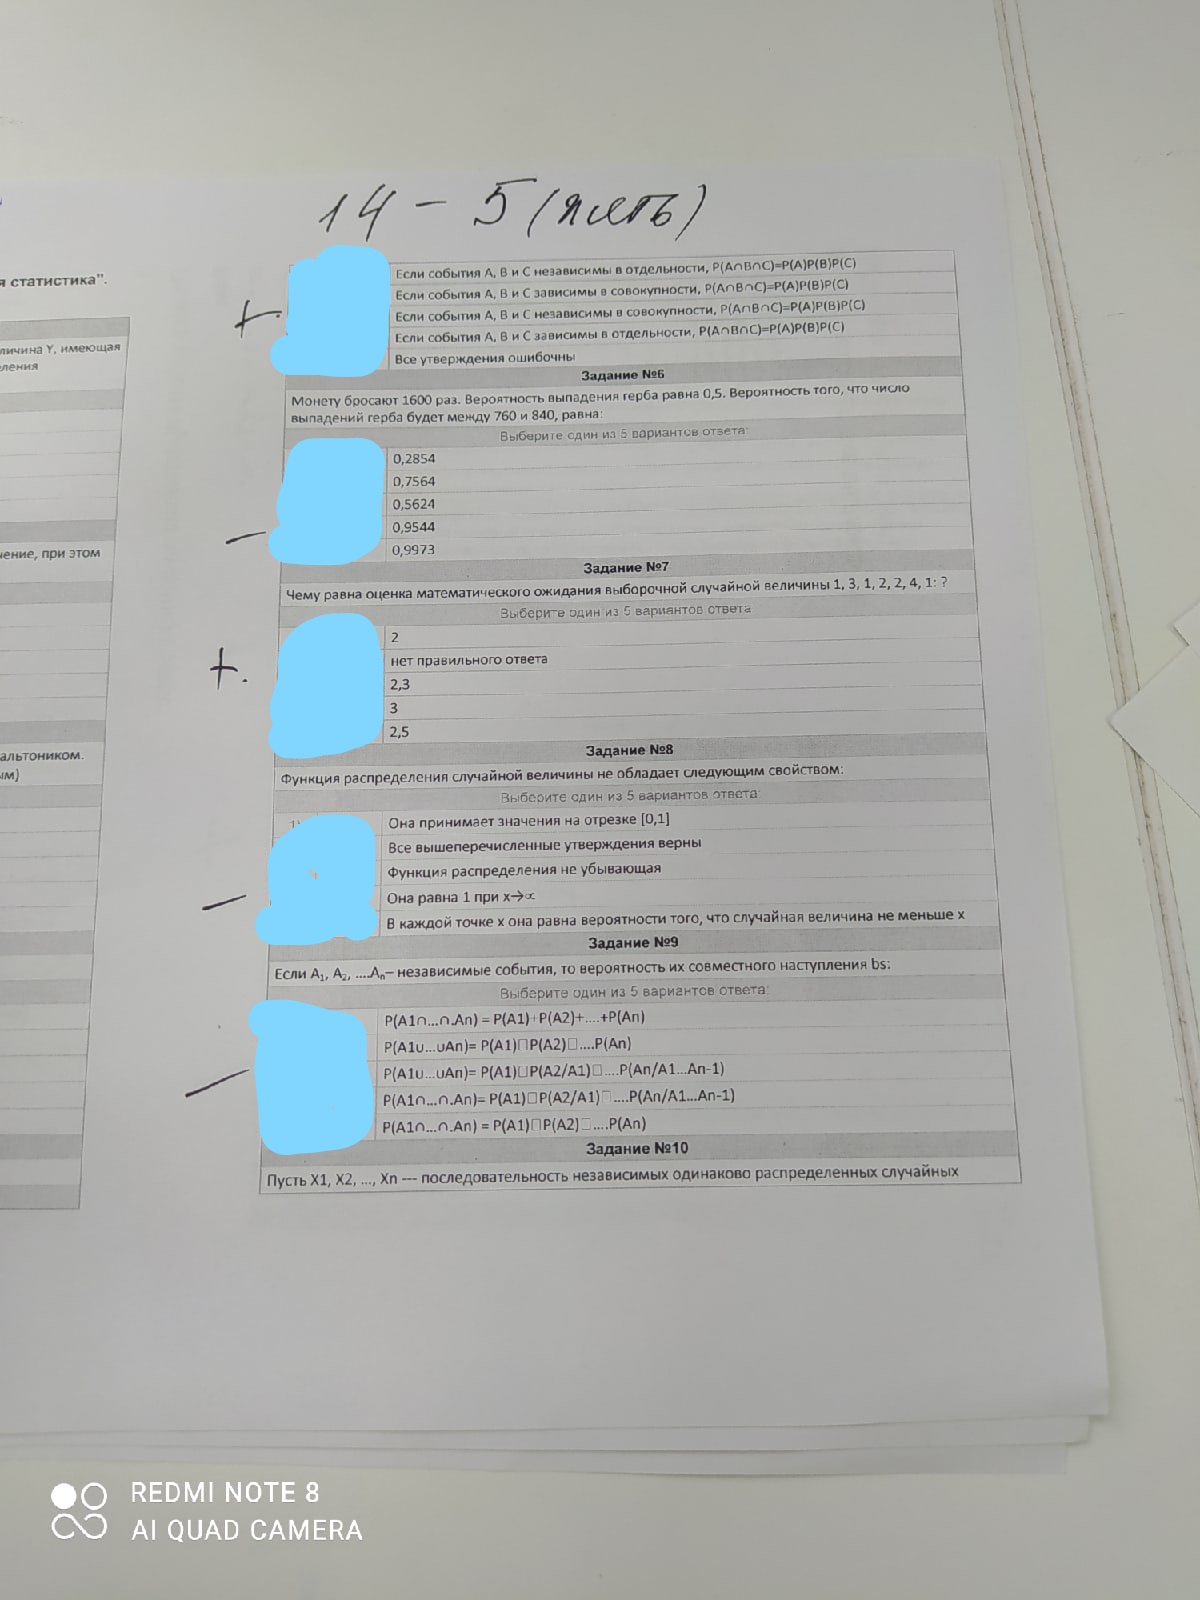 14 – 5 (пять)
я статистика".
личина Y, имеющая
ления
чение, при этом
альтоником.
ым)
Если события A, B и C независимы в отдельности, P(A∩B∩C)=P(A)P(B)P(C)
Если события A, B и C зависимы в совокупности, P(A∩B∩C)=P(A)P(B)P(C)
+
Если события A, B и C независимы в совокупности, P(A∩B∩C)=P(A)P(B)P(C)
Если события A, B и C зависимы в отдельности, P(A∩B∩C)=P(A)P(B)P(C)
Все утверждения ошибочны
Задание №6
Монету бросают 1600 раз. Вероятность выпадения герба равна 0,5. Вероятность того, что число
выпадений герба будет между 760 и 840, равна:
Выберите один из 5 вариантов ответа:
0,2854
0,7564
0,5624
0,9544
–
0,9973
Задание №7
Чему равна оценка математического ожидания выборочной случайной величины 1, 3, 1, 2, 2, 4, 1: ?
Выберите один из 5 вариантов ответа
2
+.
нет правильного ответа
2,3
3
2,5
Задание №8
Функция распределения случайной величины не обладает следующим свойством:
Выберите один из 5 вариантов ответа:
1) Она принимает значения на отрезке [0,1]
Все вышеперечисленные утверждения верны
Функция распределения не убывающая
–
Она равна 1 при x→∝
В каждой точке x она равна вероятности того, что случайная величина не меньше x
Задание №9
Если A1, A2, ....An– независимые события, то вероятность их совместного наступления bs:
Выберите один из 5 вариантов ответа:
P(A1∩...∩.An) = P(A1)+P(A2)+....+P(An)
P(A1∪...∪An)= P(A1)□P(A2)□....P(An)
–
P(A1∪...∪An)= P(A1)□P(A2/A1)□....P(An/A1...An-1)
P(A1∩...∩.An)= P(A1)□P(A2/A1)□....P(An/A1...An-1)
P(A1∩...∩.An) = P(A1)□P(A2)□....P(An)
Задание №10
Пусть X1, X2, ..., Xn --- последовательность независимых одинаково распределенных случайных
REDMI NOTE 8
AI QUAD CAMERA